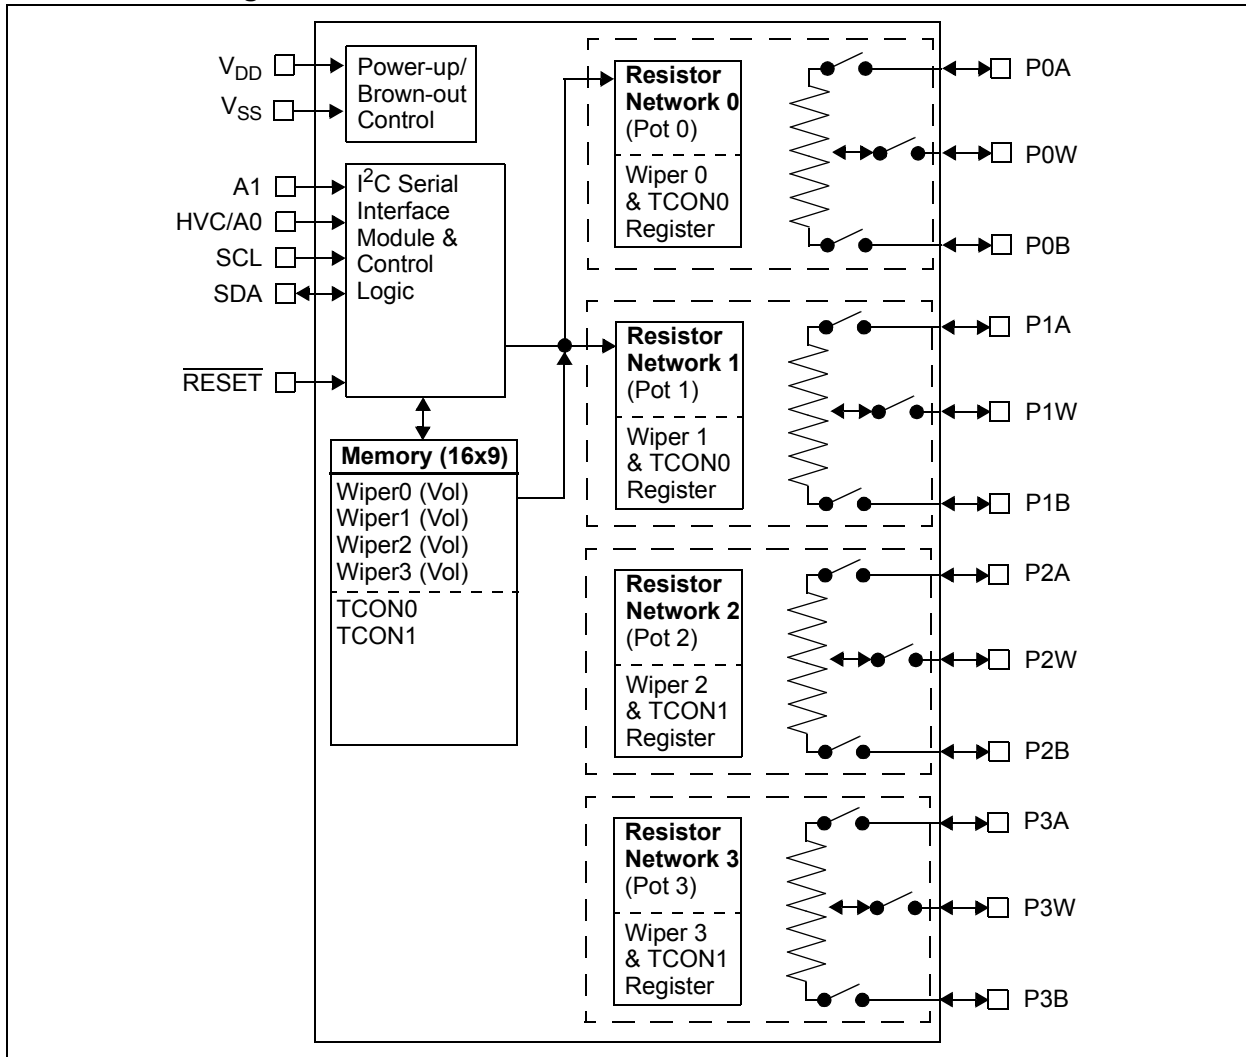 V_DD
V_SS
Power-up/
Brown-out
Control
A1
HVC/A0
SCL
SDA
RESET
I²C Serial
Interface
Module &
Control
Logic
Memory (16x9)
Wiper0 (Vol)
Wiper1 (Vol)
Wiper2 (Vol)
Wiper3 (Vol)
TCON0
TCON1
Resistor
Network 0
(Pot 0)
Wiper 0
& TCON0
Register
P0A
P0W
P0B
Resistor
Network 1
(Pot 1)
Wiper 1
& TCON0
Register
P1A
P1W
P1B
Resistor
Network 2
(Pot 2)
Wiper 2
& TCON1
Register
P2A
P2W
P2B
Resistor
Network 3
(Pot 3)
Wiper 3
& TCON1
Register
P3A
P3W
P3B